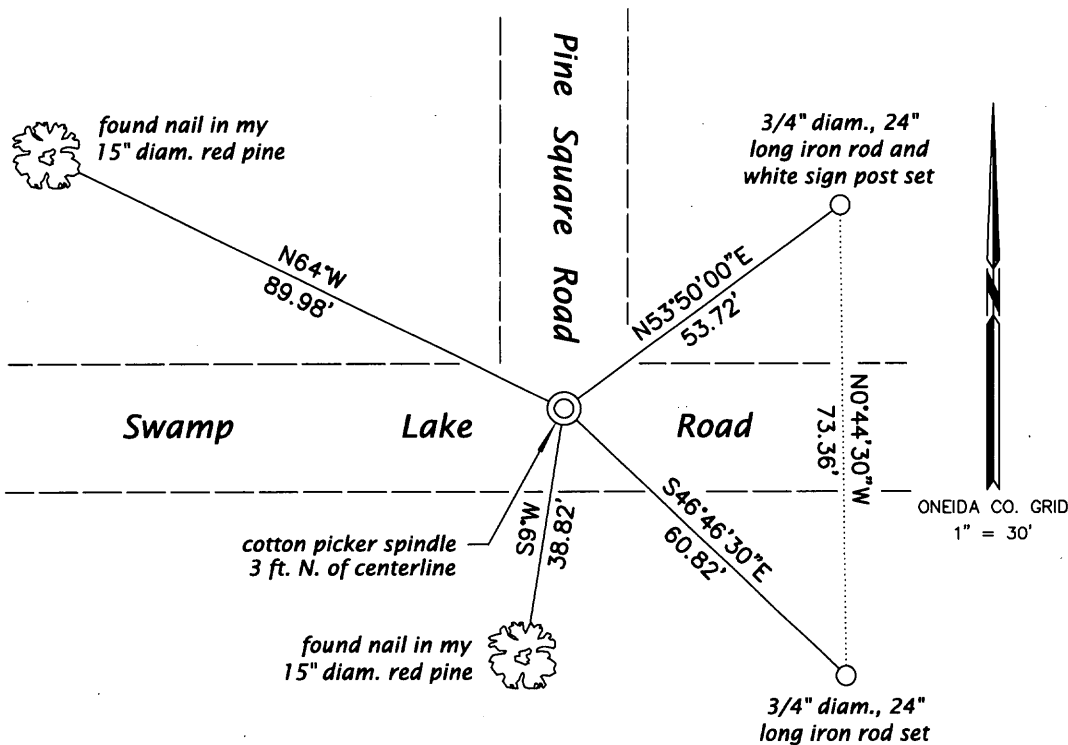 Pine Square Road
found nail in my
15" diam. red pine
3/4" diam., 24"
long iron rod and
white sign post set
N64°W
89.98'
N53°50'00"E
53.72'
Swamp Lake Road
N0°44'30"W
73.36'
S46°46'30"E
60.82'
S9°W
38.82'
ONEIDA CO. GRID
1" = 30'
cotton picker spindle
3 ft. N. of centerline
found nail in my
15" diam. red pine
3/4" diam., 24"
long iron rod set
N